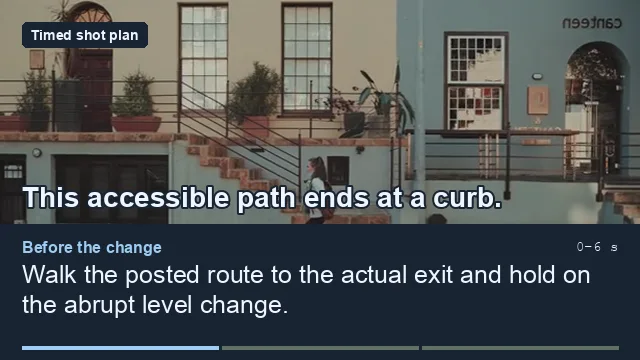 Timed shot plan
canteen
This accessible path ends at a curb.
Before the change
0–6 s
Walk the posted route to the actual exit and hold on
the abrupt level change.